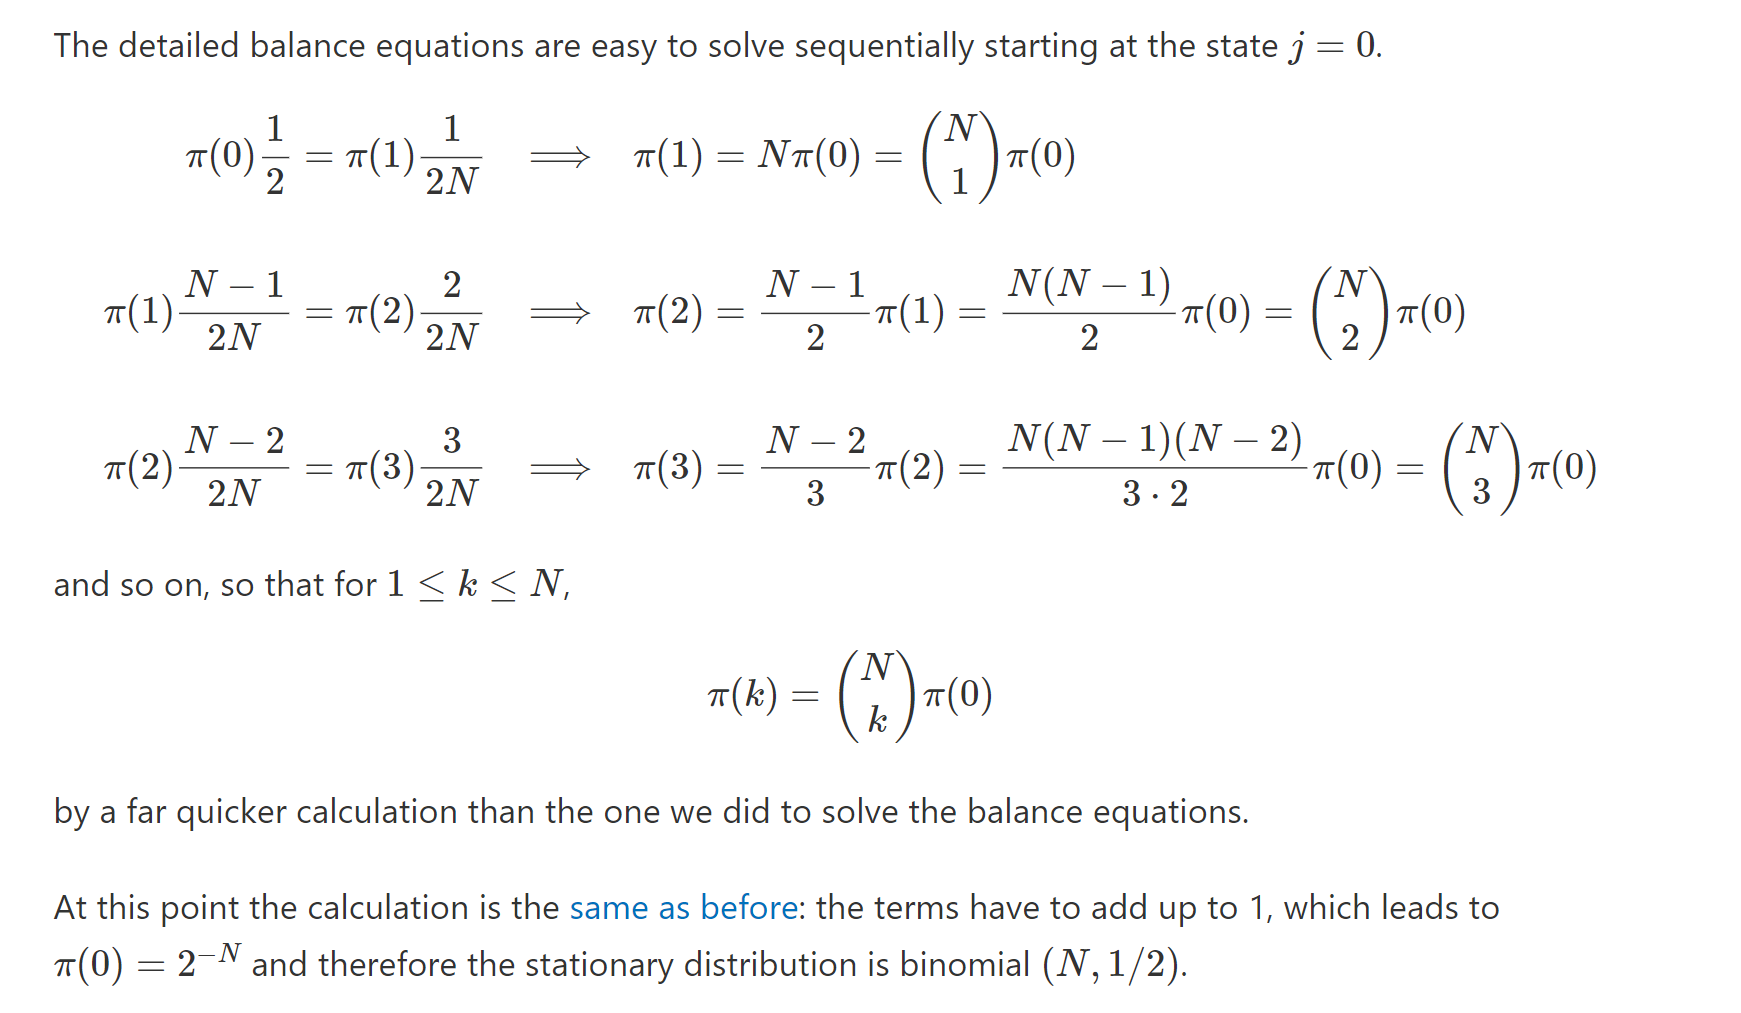 The detailed balance equations are easy to solve sequentially starting at the state $j = 0$.
$\pi(0)\frac{1}{2} = \pi(1)\frac{1}{2N} \implies \pi(1) = N\pi(0) = \binom{N}{1}\pi(0)$
$\pi(1)\frac{N-1}{2N} = \pi(2)\frac{2}{2N} \implies \pi(2) = \frac{N-1}{2}\pi(1) = \frac{N(N-1)}{2}\pi(0) = \binom{N}{2}\pi(0)$
$\pi(2)\frac{N-2}{2N} = \pi(3)\frac{3}{2N} \implies \pi(3) = \frac{N-2}{3}\pi(2) = \frac{N(N-1)(N-2)}{3 \cdot 2}\pi(0) = \binom{N}{3}\pi(0)$
and so on, so that for $1 \leq k \leq N$,
$\pi(k) = \binom{N}{k}\pi(0)$
by a far quicker calculation than the one we did to solve the balance equations.
At this point the calculation is the same as before: the terms have to add up to 1, which leads to
$\pi(0) = 2^{-N}$ and therefore the stationary distribution is binomial $(N, 1/2)$.